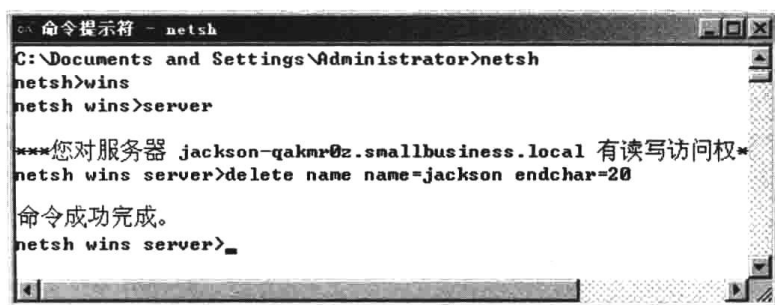 命令提示符 - netsh
C:\Documents and Settings\Administrator>netsh
netsh>wins
netsh wins>server
***您对服务器 jackson-qakmr0z.smallbusiness.local 有读写访问权*
netsh wins server>delete name name=jackson endchar=20
命令成功完成。
netsh wins server>_